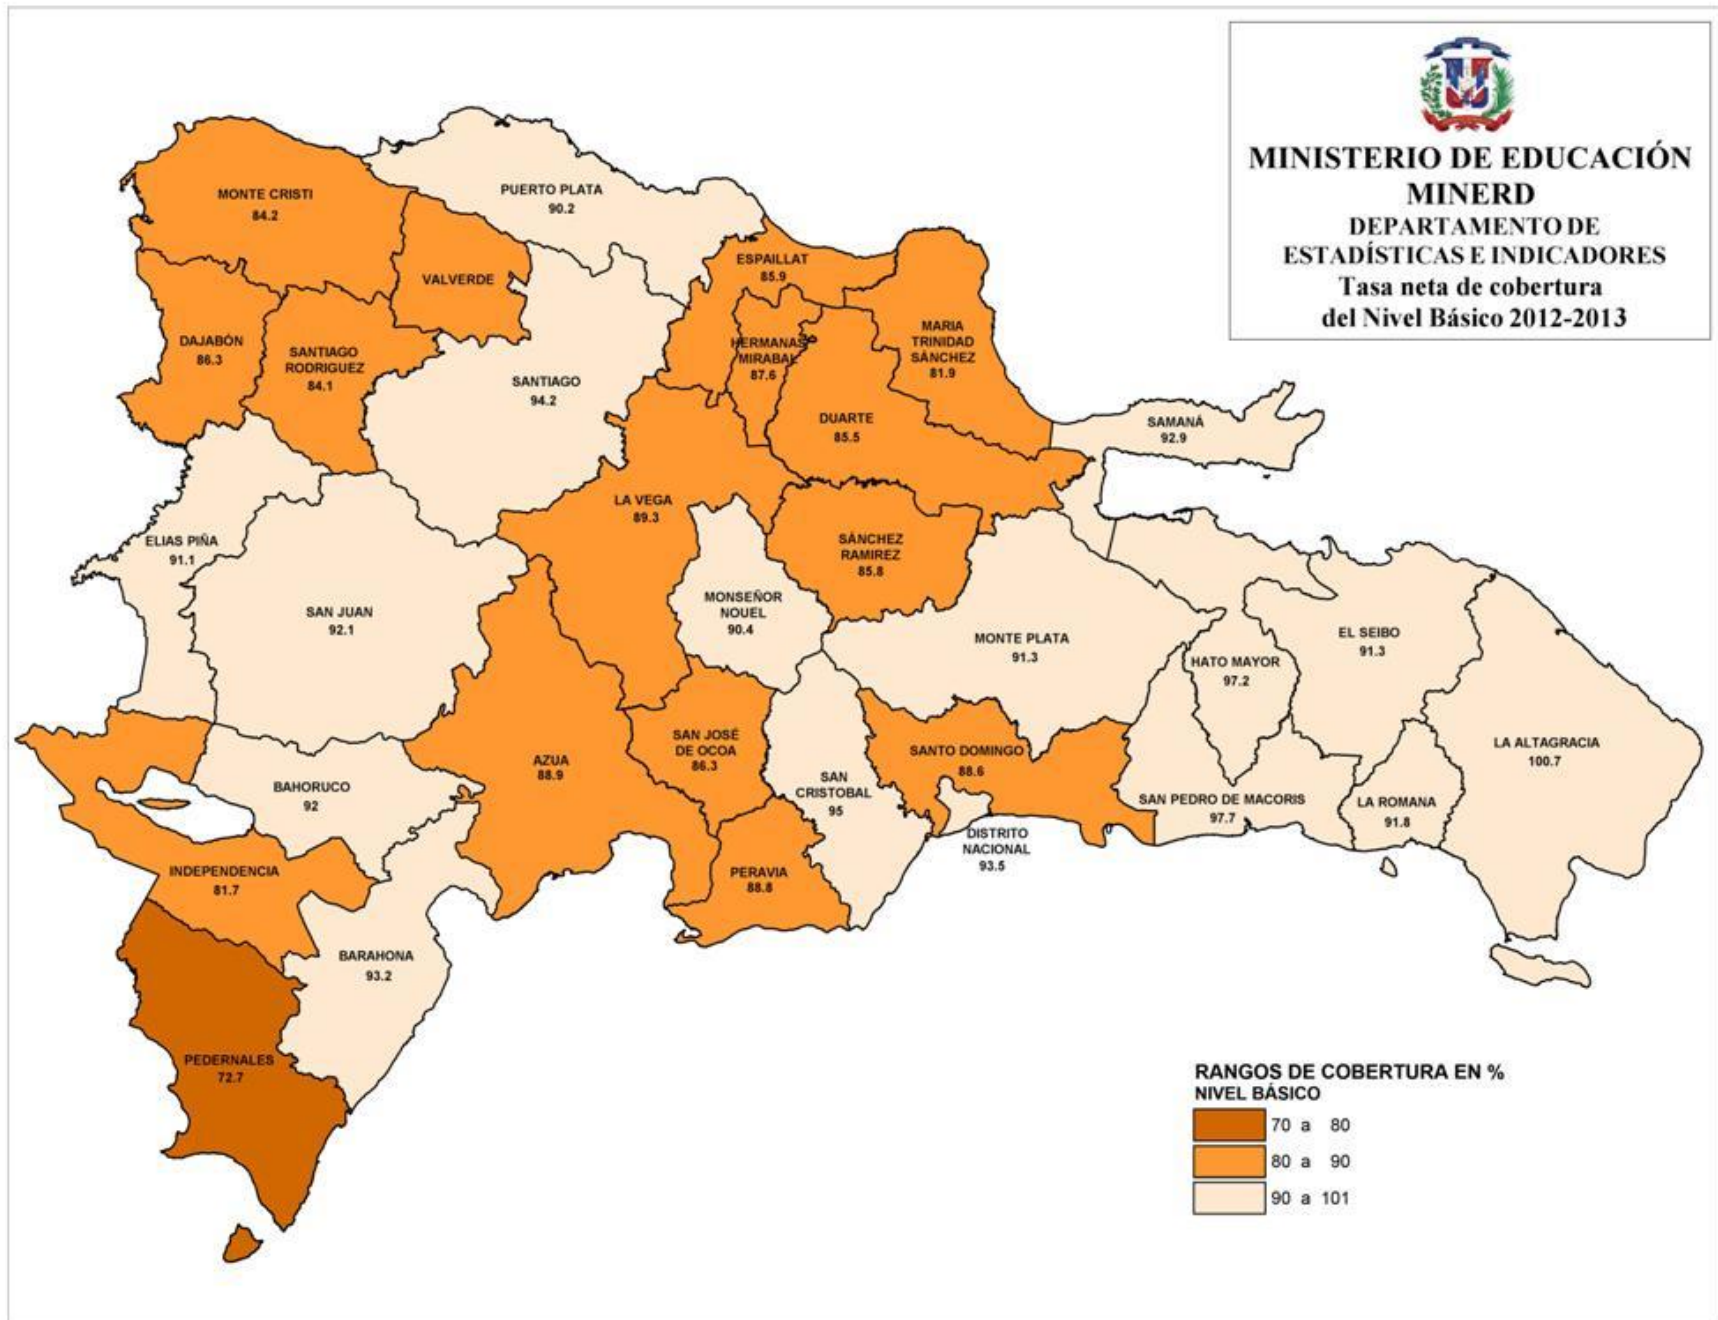 MINISTERIO DE EDUCACIÓN
MINERD
DEPARTAMENTO DE
ESTADÍSTICAS E INDICADORES
Tasa neta de cobertura
del Nivel Básico 2012-2013
MONTE CRISTI
84.2
PUERTO PLATA
90.2
VALVERDE
ESPAILLAT
85.9
DAJABÓN
86.3
SANTIAGO
RODRIGUEZ
84.1
SANTIAGO
94.2
HERMANAS
MIRABAL
87.6
MARIA
TRINIDAD
SÁNCHEZ
81.9
DUARTE
85.5
SAMANÁ
92.9
LA VEGA
89.3
ELIAS PIÑA
91.1
SÁNCHEZ
RAMIREZ
85.8
SAN JUAN
92.1
MONSEÑOR
NOUEL
90.4
MONTE PLATA
91.3
HATO MAYOR
97.2
EL SEIBO
91.3
AZUA
88.9
SAN JOSÉ
DE OCOA
86.3
SANTO DOMINGO
88.6
LA ALTAGRACIA
100.7
BAHORUCO
92
SAN
CRISTOBAL
95
SAN PEDRO DE MACORIS
97.7
LA ROMANA
91.8
DISTRITO
NACIONAL
93.5
INDEPENDENCIA
81.7
PERAVIA
88.8
BARAHONA
93.2
PEDERNALES
72.7
RANGOS DE COBERTURA EN %
NIVEL BÁSICO
70 a 80
80 a 90
90 a 101